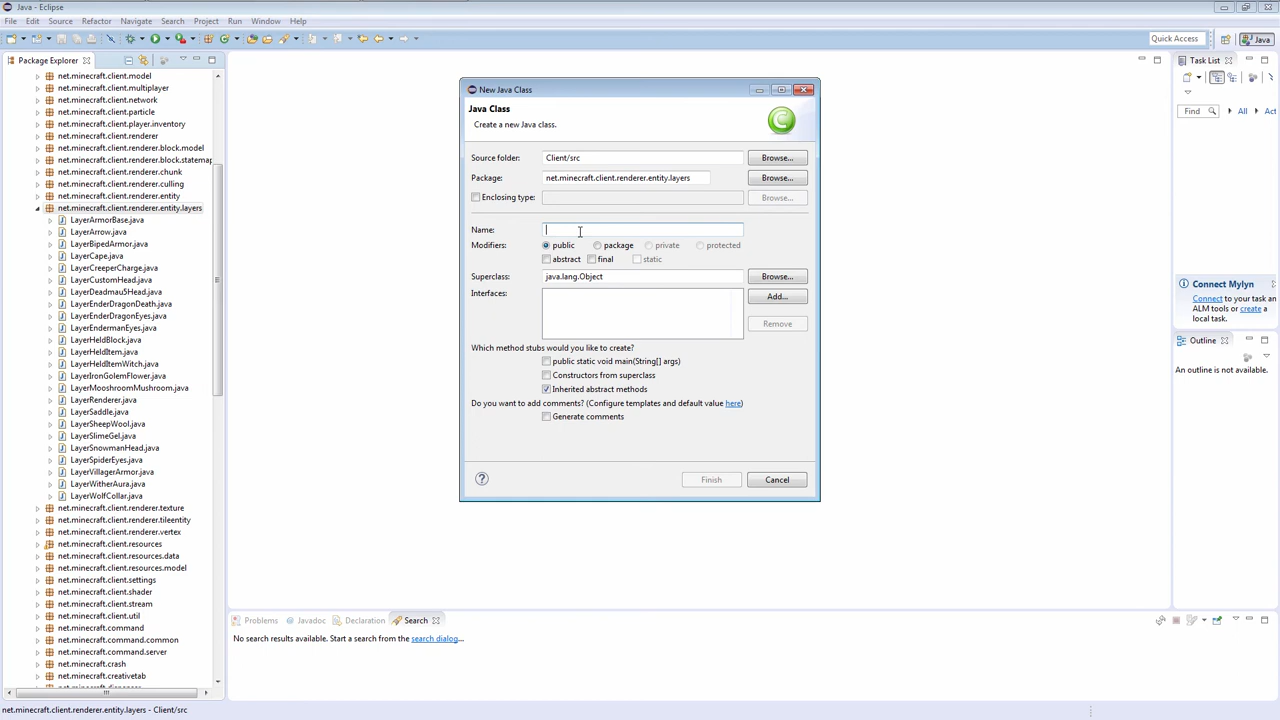 Java - Eclipse
File Edit Source Refactor Navigate Search Project Run Window Help
Quick Access
Java
Package Explorer
net.minecraft.client.model
net.minecraft.client.multiplayer
net.minecraft.client.network
net.minecraft.client.particle
net.minecraft.client.player.inventory
net.minecraft.client.renderer
net.minecraft.client.renderer.block.model
net.minecraft.client.renderer.block.statemap
net.minecraft.client.renderer.chunk
net.minecraft.client.renderer.culling
net.minecraft.client.renderer.entity
net.minecraft.client.renderer.entity.layers
LayerArmorBase.java
LayerArrow.java
LayerBipedArmor.java
LayerCape.java
LayerCreeperCharge.java
LayerCustomHead.java
LayerDeadmau5Head.java
LayerEnderDragonDeath.java
LayerEnderDragonEyes.java
LayerEndermanEyes.java
LayerHeldBlock.java
LayerHeldItem.java
LayerHeldItemWitch.java
LayerIronGolemFlower.java
LayerMooshroomMushroom.java
LayerRenderer.java
LayerSaddle.java
LayerSheepWool.java
LayerSlimeGel.java
LayerSnowmanHead.java
LayerSpiderEyes.java
LayerVillagerArmor.java
LayerWitherAura.java
LayerWolfCollar.java
net.minecraft.client.renderer.texture
net.minecraft.client.renderer.tileentity
net.minecraft.client.renderer.vertex
net.minecraft.client.resources
net.minecraft.client.resources.data
net.minecraft.client.resources.model
net.minecraft.client.settings
net.minecraft.client.shader
net.minecraft.client.stream
net.minecraft.client.util
net.minecraft.command
net.minecraft.command.common
net.minecraft.command.server
net.minecraft.crash
net.minecraft.creativetab
New Java Class
Java Class
Create a new Java class.
C
Source folder: Client/src Browse...
Package: net.minecraft.client.renderer.entity.layers Browse...
Enclosing type: Browse...
Name:
Modifiers: public package private protected
abstract final static
Superclass: java.lang.Object Browse...
Interfaces: Add...
Remove
Which method stubs would you like to create?
public static void main(String[] args)
Constructors from superclass
Inherited abstract methods
Do you want to add comments? (Configure templates and default value here)
Generate comments
? Finish Cancel
Task List
Find All Act
Connect Mylyn
Connect to your task an
ALM tools or create a
local task.
Outline
An outline is not available.
Problems Javadoc Declaration Search
No search results available. Start a search from the search dialog...
net.minecraft.client.renderer.entity.layers - Client/src